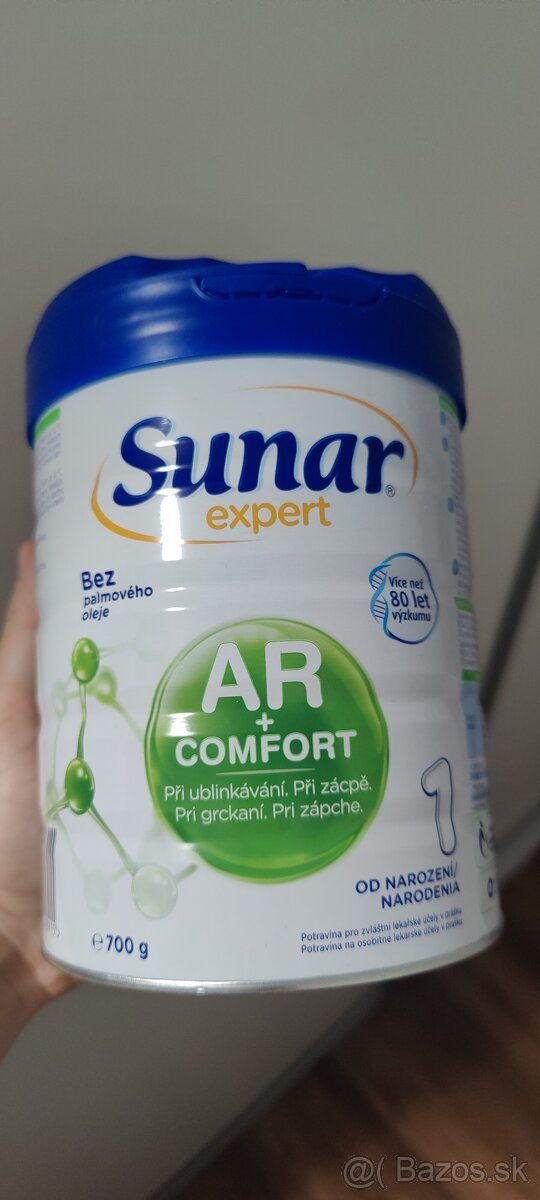 Sunar®
expert
Bez
palmového
oleje
Více než
80 let
výzkumu
AR
+
COMFORT
Při ublinkávání. Při zácpě.
Pri grckaní. Pri zápche.
1
OD NAROZENÍ/
NARODENIA
℮700 g
Potravina pro zvláštní lékařské účely v prášku.
Potravina na osobitné lekárske účely v prášku.
@( Bazos.sk